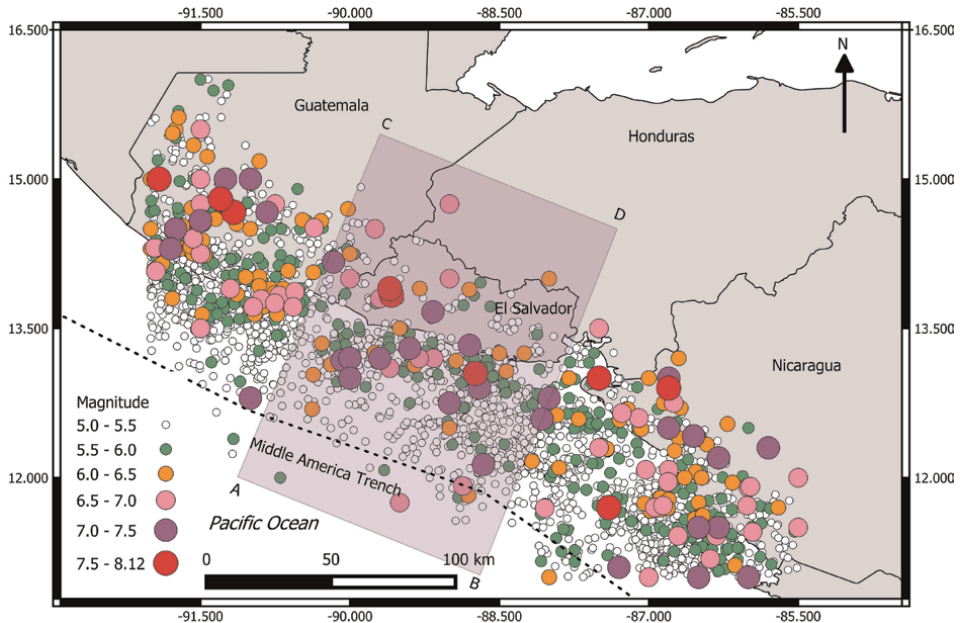 -91.500 -90.000 -88.500 -87.000 -85.500
16.500 16.500
N
Guatemala
C
Honduras
15.000 15.000
D
El Salvador
13.500 13.500
Nicaragua
Magnitude
5.0 - 5.5
5.5 - 6.0
6.0 - 6.5
6.5 - 7.0
7.0 - 7.5
7.5 - 8.12
Middle America Trench
12.000 12.000
A
Pacific Ocean
0 50 100 km
B
-91.500 -90.000 -88.500 -87.000 -85.500